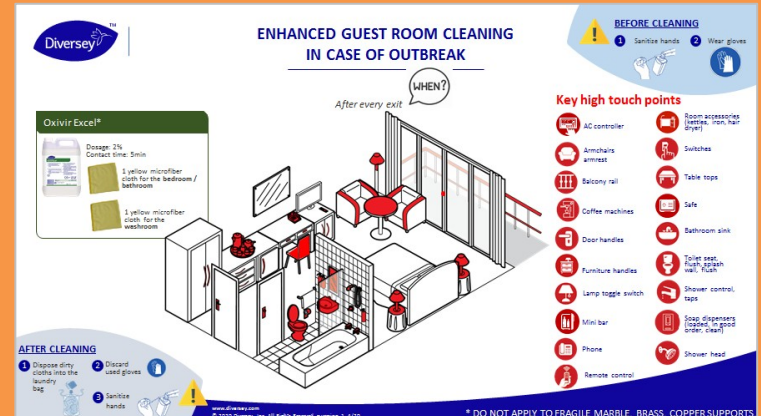 Diversey
TM
ENHANCED GUEST ROOM CLEANING
IN CASE OF OUTBREAK
WHEN?
After every exit
BEFORE CLEANING
1 Sanitize hands
2 Wear gloves
Oxivir Excel*
Dosage: 2%
Contact time: 5min
1 yellow microfiber
cloth for the bedroom /
bathroom
1 yellow microfiber
cloth for the
washroom
Key high touch points
AC controller
Armchairs
armrest
Balcony rail
Coffee machines
Door handles
Furniture handles
Lamp toggle switch
Mini bar
Phone
Remote control
Room accessories
(kettles, iron, hair
dryer)
Switches
Table tops
Safe
Bathroom sink
Toilet seat,
flush, splash
wall, flush
Shower control,
taps
Soap dispensers
(loaded, in good
order, clean)
Shower head
AFTER CLEANING
1 Dispose dirty
cloths into the
laundry
bag
2 Discard
used gloves
3 Sanitize
hands
www.diversey.com
* DO NOT APPLY TO FRAGILE MARBLE, BRASS, COPPER SUPPORTS